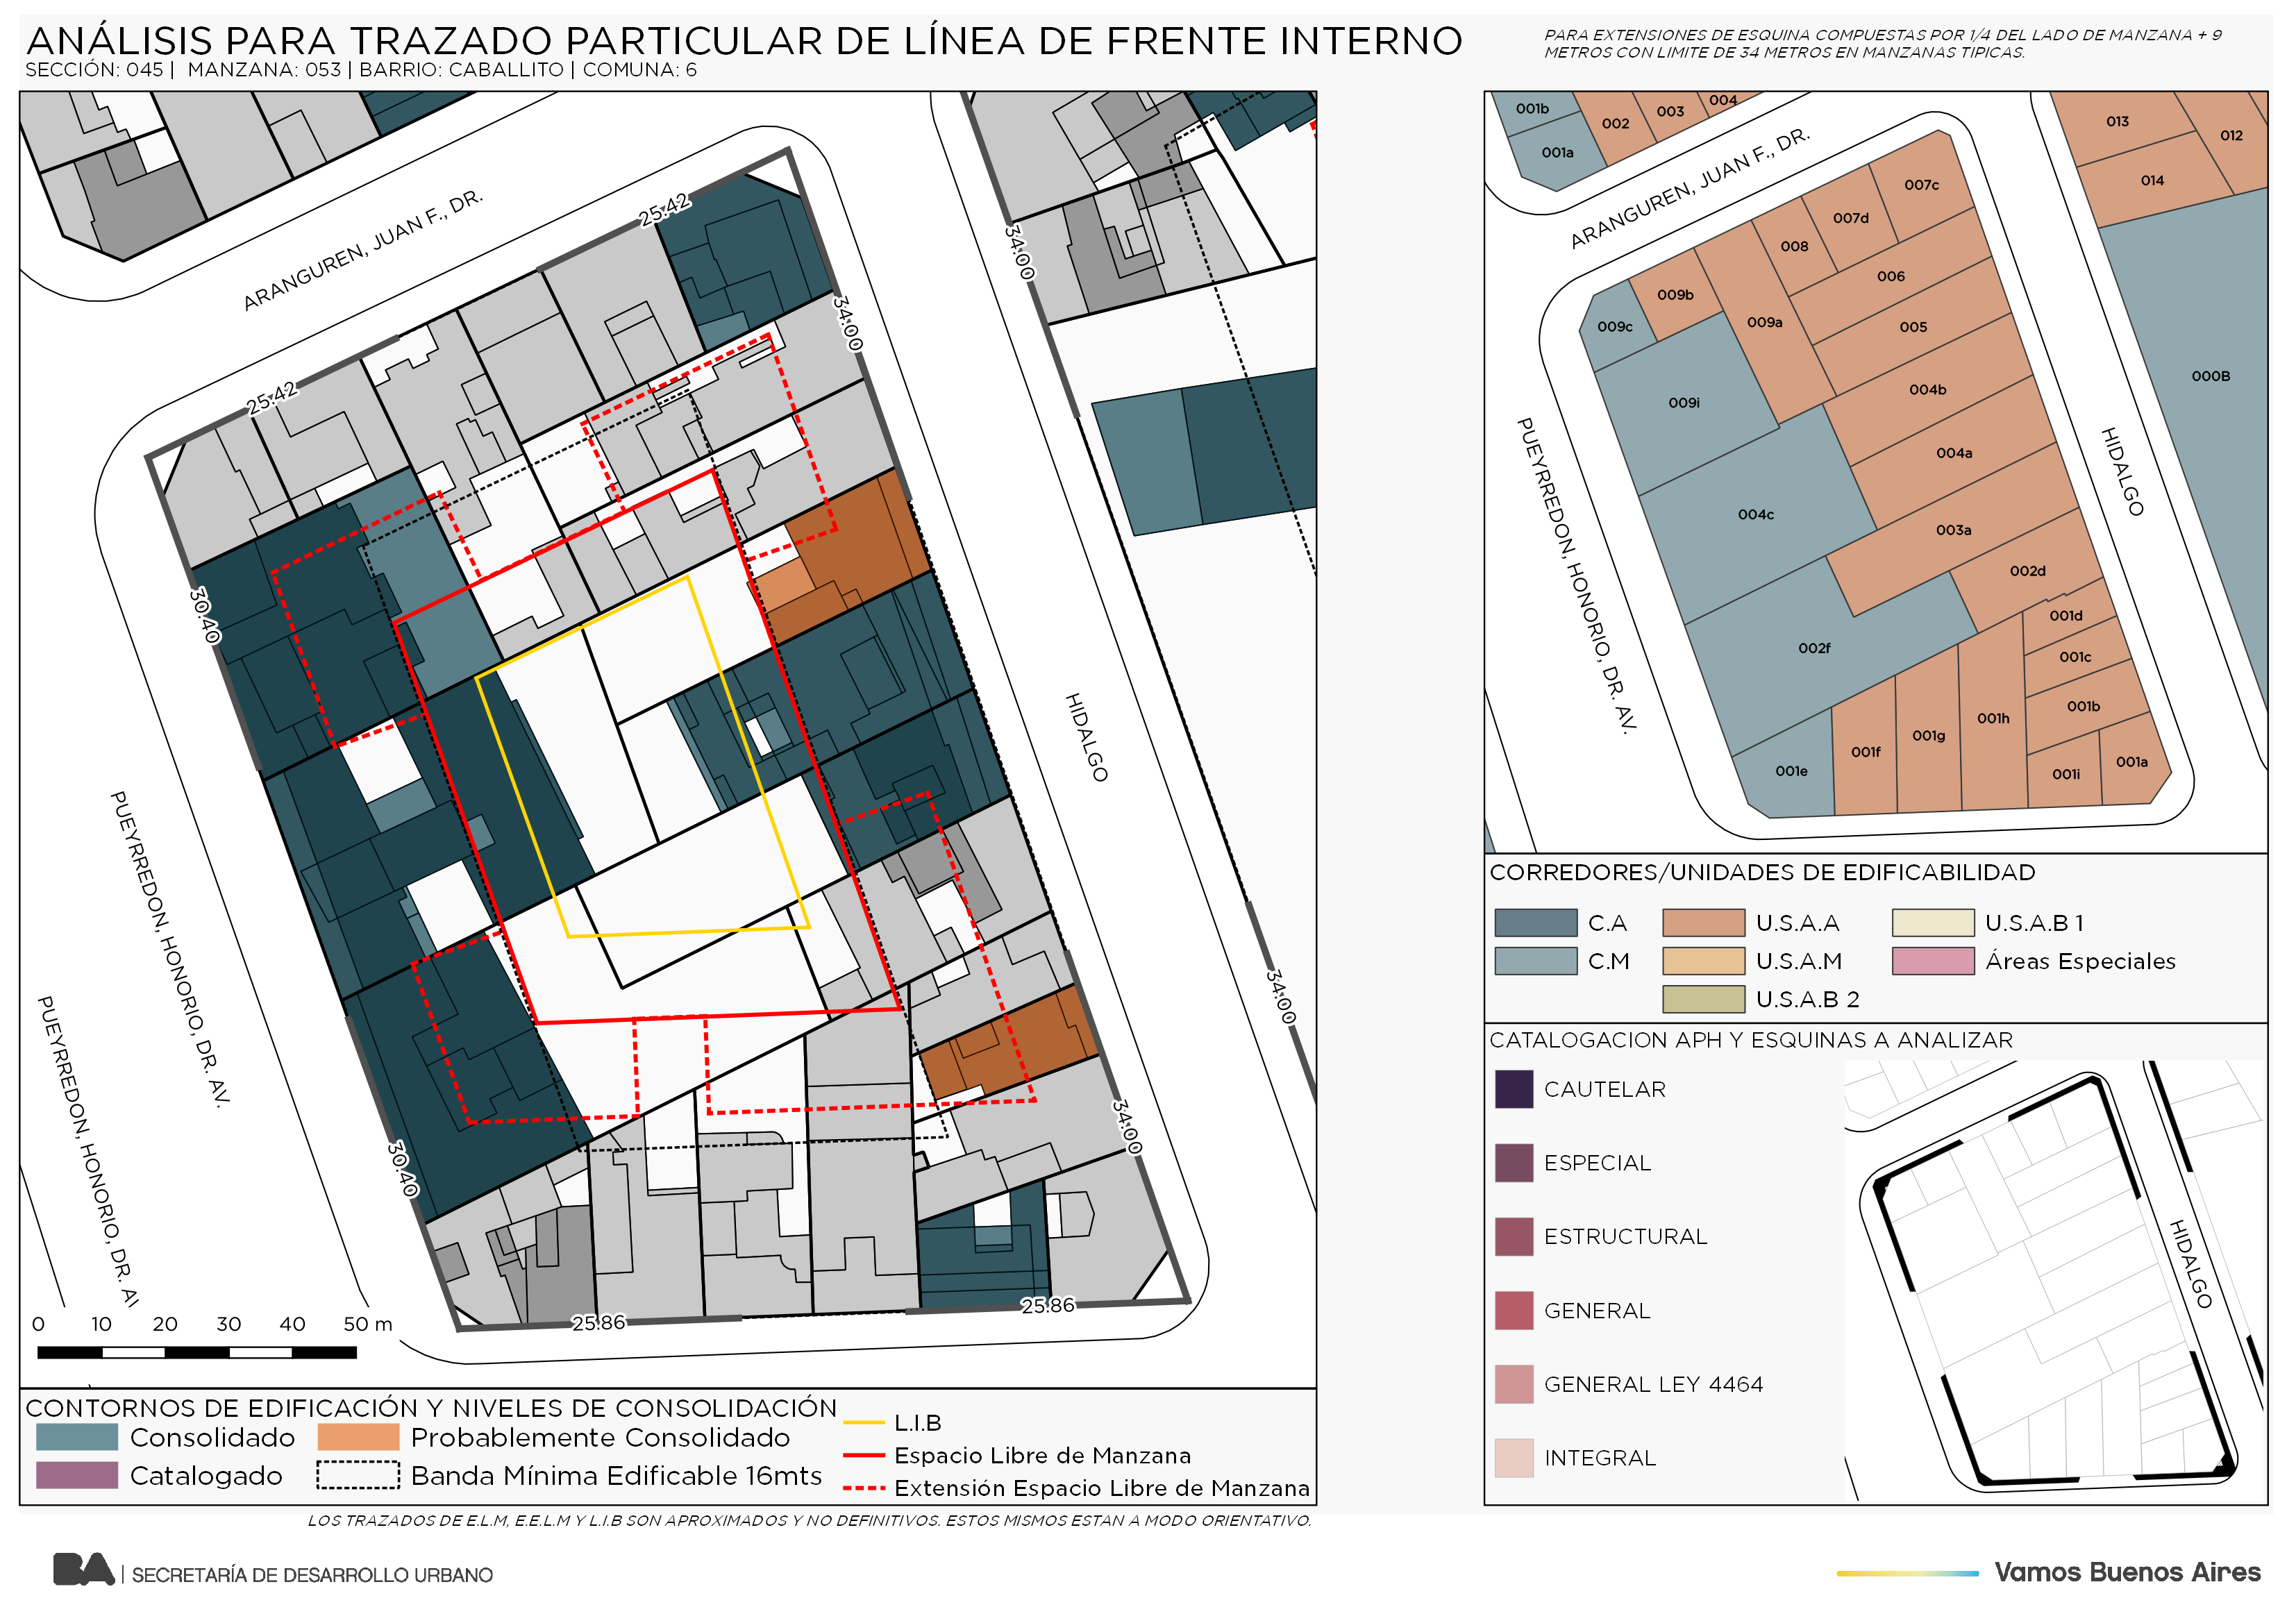 ANÁLISIS PARA TRAZADO PARTICULAR DE LÍNEA DE FRENTE INTERNO
SECCIÓN: 045 | MANZANA: 053 | BARRIO: CABALLITO | COMUNA: 6
PARA EXTENSIONES DE ESQUINA COMPUESTAS POR 1/4 DEL LADO DE MANZANA + 9
METROS CON LIMITE DE 34 METROS EN MANZANAS TIPICAS.
ARANGUREN, JUAN F., DR.
25.42
25.42
34.00
34.00
30.40
HIDALGO
PUEYRREDON, HONORIO, DR. AV.
PUEYRREDON, HONORIO, DR. A
34.00
34.00
30.40
25.86
25.86
0 10 20 30 40 50 m
CONTORNOS DE EDIFICACIÓN Y NIVELES DE CONSOLIDACIÓN
Consolidado
Probablemente Consolidado
Catalogado
Banda Mínima Edificable 16mts
L.I.B
Espacio Libre de Manzana
Extensión Espacio Libre de Manzana
LOS TRAZADOS DE E.L.M, E.E.L.M Y L.I.B SON APROXIMADOS Y NO DEFINITIVOS. ESTOS MISMOS ESTAN A MODO ORIENTATIVO.
001b
001a
002
003
004
013
012
014
ARANGUREN, JUAN F., DR.
007c
007d
008
009b
009c
009a
006
005
000B
009i
004b
004a
004c
003a
002d
002f
001d
001c
001b
001h
001g
001f
001e
001i
001a
HIDALGO
PUEYRREDON, HONORIO, DR. AV.
CORREDORES/UNIDADES DE EDIFICABILIDAD
C.A
U.S.A.A
U.S.A.B 1
C.M
U.S.A.M
Áreas Especiales
U.S.A.B 2
CATALOGACION APH Y ESQUINAS A ANALIZAR
CAUTELAR
ESPECIAL
ESTRUCTURAL
GENERAL
GENERAL LEY 4464
INTEGRAL
HIDALGO
BA | SECRETARÍA DE DESARROLLO URBANO
Vamos Buenos Aires